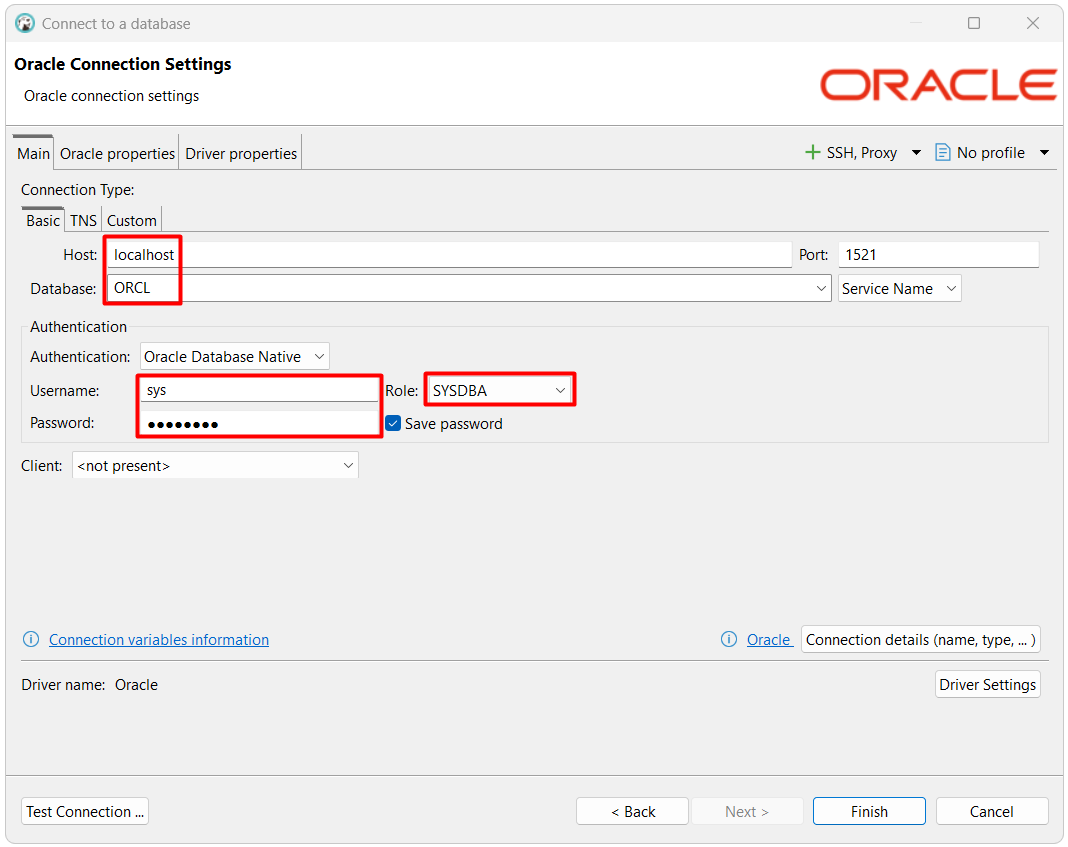 Connect to a database
Oracle Connection Settings
Oracle connection settings
ORACLE
Main Oracle properties Driver properties SSH, Proxy No profile
Connection Type:
Basic TNS Custom
Host: localhost Port: 1521
Database: ORCL Service Name
Authentication
Authentication: Oracle Database Native
Username: sys Role: SYSDBA
Password: ●●●●●●●● Save password
Client: <not present>
Connection variables information Oracle Connection details (name, type, ... )
Driver name: Oracle Driver Settings
Test Connection ... < Back Next > Finish Cancel